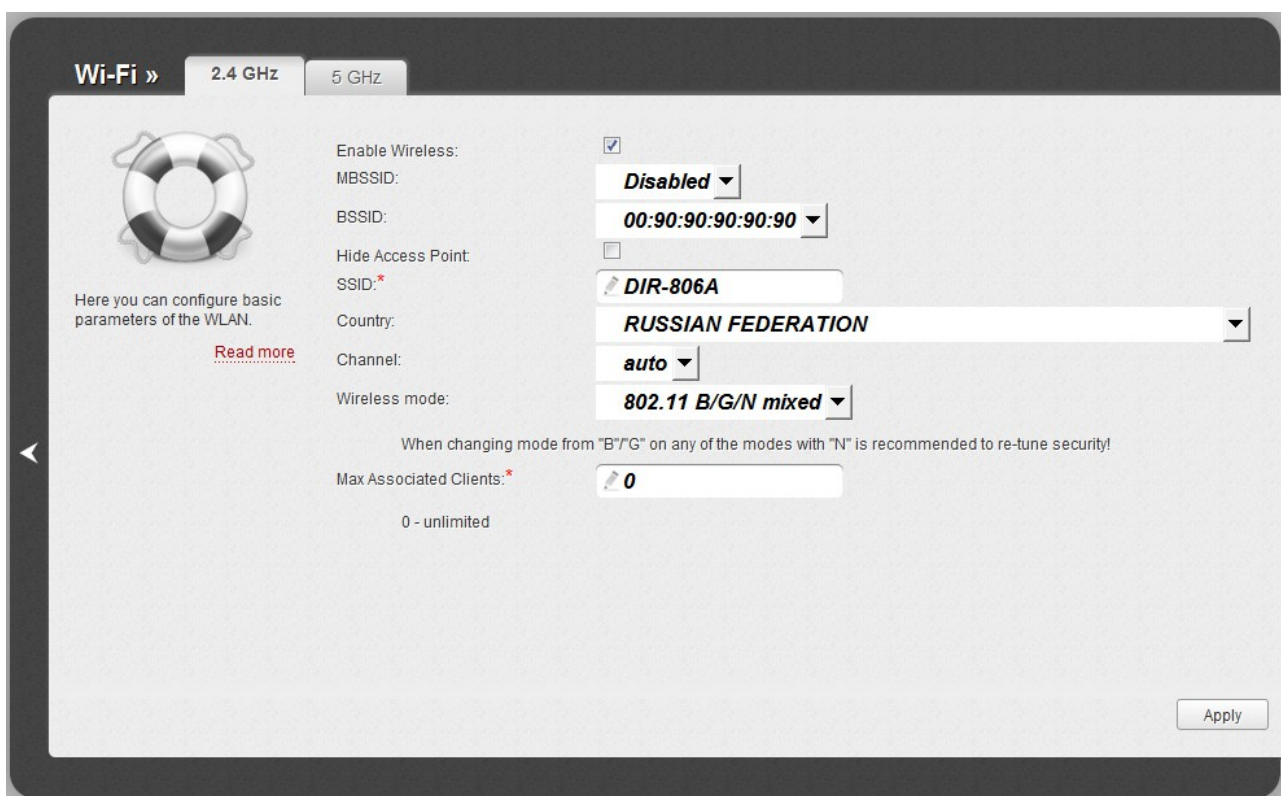 Wi-Fi »
2.4 GHz
5 GHz
Here you can configure basic
parameters of the WLAN.
Read more
Enable Wireless:
MBSSID: Disabled
BSSID: 00:90:90:90:90:90
Hide Access Point:
SSID:* DIR-806A
Country: RUSSIAN FEDERATION
Channel: auto
Wireless mode: 802.11 B/G/N mixed
When changing mode from "B"/"G" on any of the modes with "N" is recommended to re-tune security!
Max Associated Clients:* 0
0 - unlimited
Apply